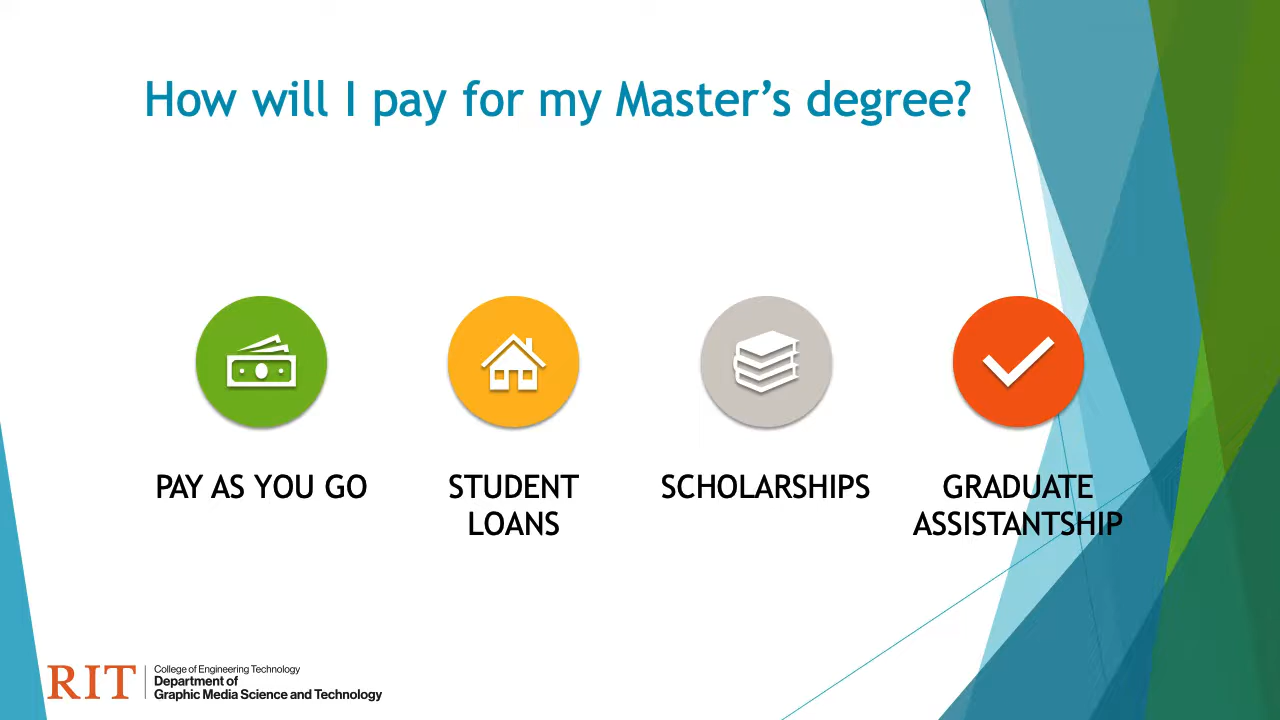 How will I pay for my Master's degree?
PAY AS YOU GO
STUDENT
LOANS
SCHOLARSHIPS
GRADUATE
ASSISTANTSHIP
RIT
College of Engineering Technology
Department of
Graphic Media Science and Technology